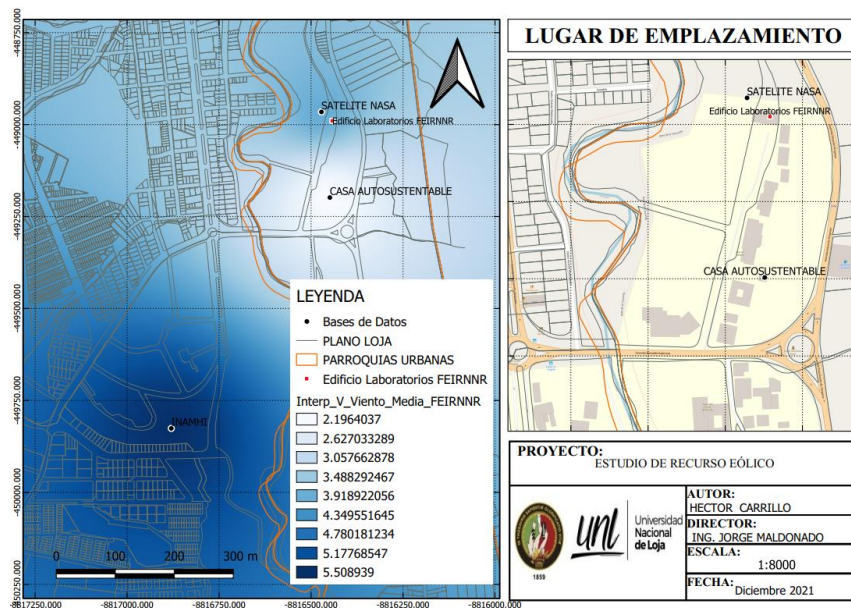 LUGAR DE EMPLAZAMIENTO
-448750.000
-449000.000
-449250.000
-449500.000
-449750.000
-450000.000
-450250.000
SATELITE NASA
Edificio Laboratorios FEIRNNR
CASA AUTOSUSTENTABLE
INAMHI
LEYENDA
Bases de Datos
PLANO LOJA
PARROQUIAS URBANAS
Edificio Laboratorios FEIRNNR
Interp_V_Viento_Media_FEIRNNR
2.1964037
2.627033289
3.057662878
3.488292467
3.918922056
4.349551645
4.780181234
5.17768547
5.508939
0 100 200 300 m
-8817250.000 -8817000.000 -8816750.000 -8816500.000 -8816250.000 -8816000.000
SATELITE NASA
Edificio Laboratorios FEIRNNR
CASA AUTOSUSTENTABLE
PROYECTO:
ESTUDIO DE RECURSO EÓLICO
1859
unl
Universidad
Nacional
de Loja
AUTOR:
HECTOR CARRILLO
DIRECTOR:
ING. JORGE MALDONADO
ESCALA:
1:8000
FECHA:
Diciembre 2021